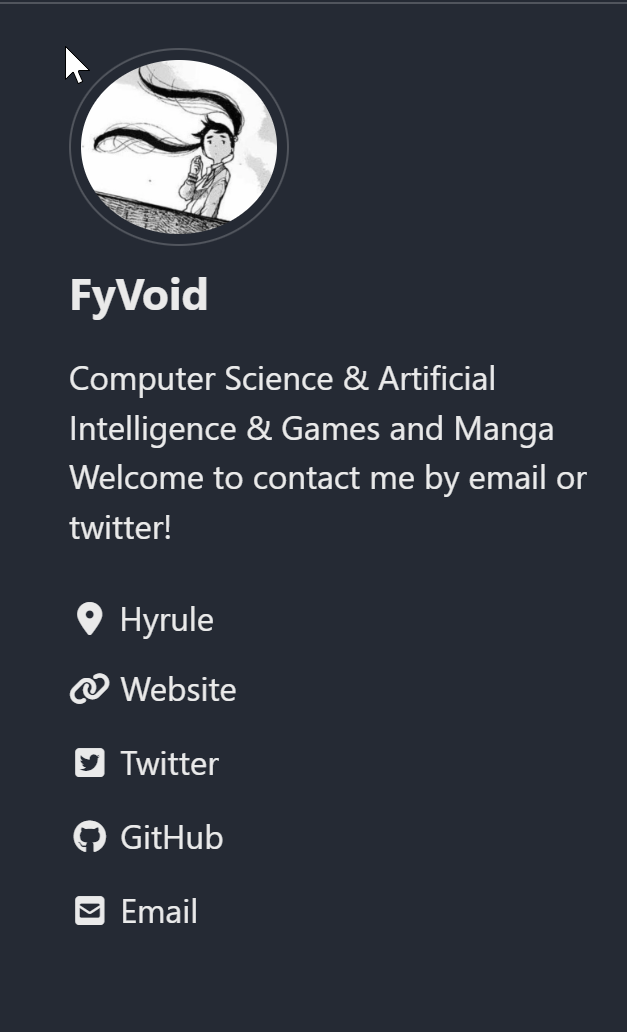 FyVoid
Computer Science & Artificial
Intelligence & Games and Manga
Welcome to contact me by email or
twitter!
Hyrule
Website
Twitter
GitHub
Email